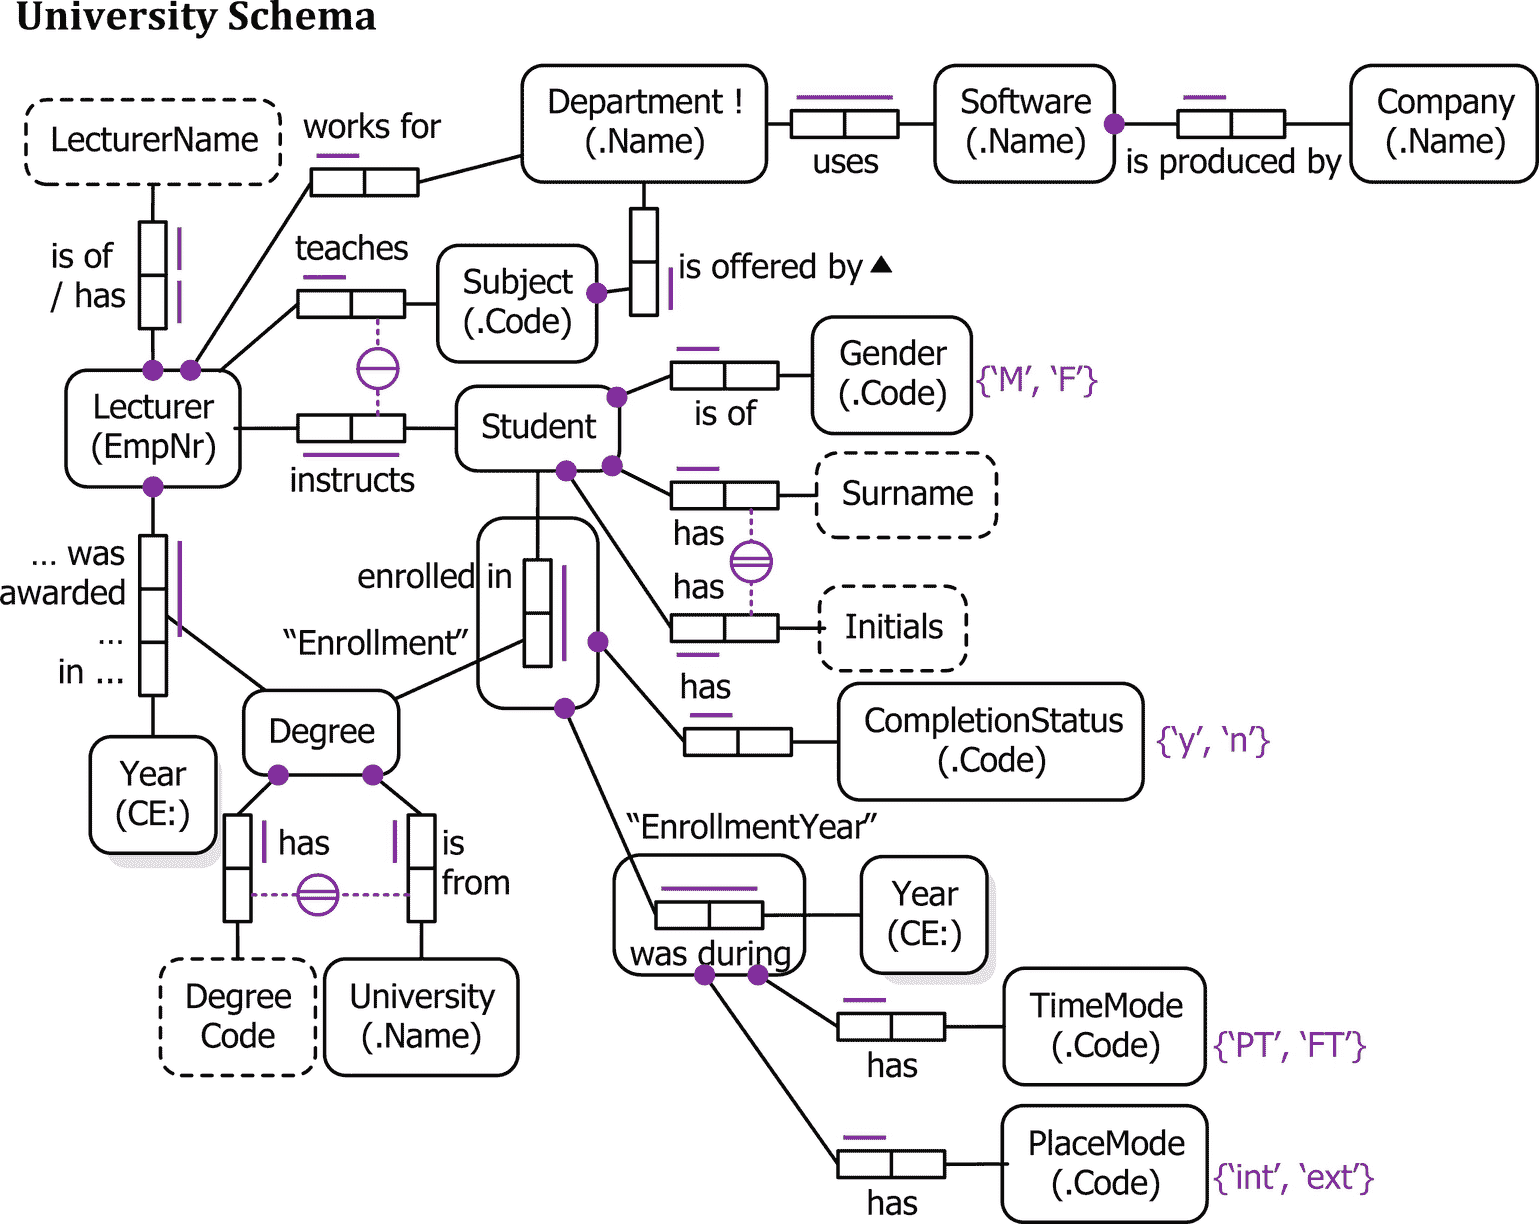 University Schema
LecturerName
works for
Department !
(.Name)
uses
Software
(.Name)
is produced by
Company
(.Name)
is of
/ has
teaches
Subject
(.Code)
is offered by ▲
Lecturer
(EmpNr)
instructs
Student
is of
Gender
(.Code)
{‘M’, ‘F’}
has
Surname
has
Initials
... was
awarded
...
in ...
enrolled in
“Enrollment”
has
CompletionStatus
(.Code)
{‘y’, ‘n’}
Degree
Year
(CE:)
has
is
from
Degree
Code
University
(.Name)
“EnrollmentYear”
was during
Year
(CE:)
has
TimeMode
(.Code)
{‘PT’, ‘FT’}
has
PlaceMode
(.Code)
{‘int’, ‘ext’}